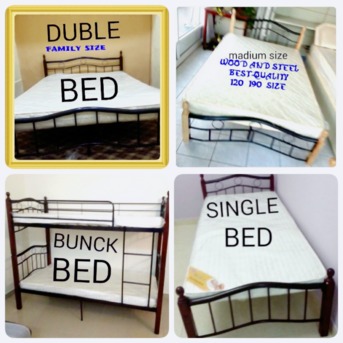 DUBLE
FAMILY SIZE
BED
madium size
WOOD AND STEEL
BEST-QUALITY
120 190 SIZE
BUNCK
BED
SINGLE
BED